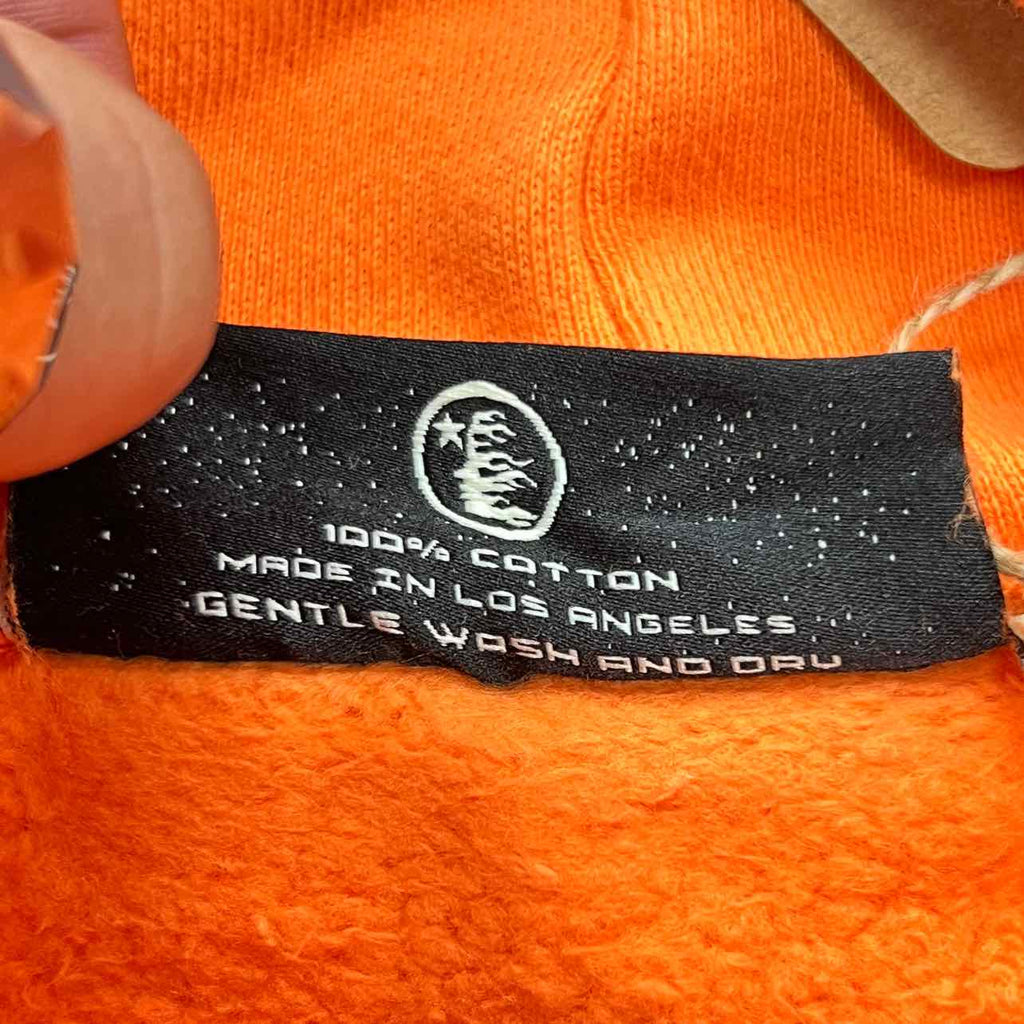 100% COTTON
MADE IN LOS ANGELES
GENTLE WASH AND DRY